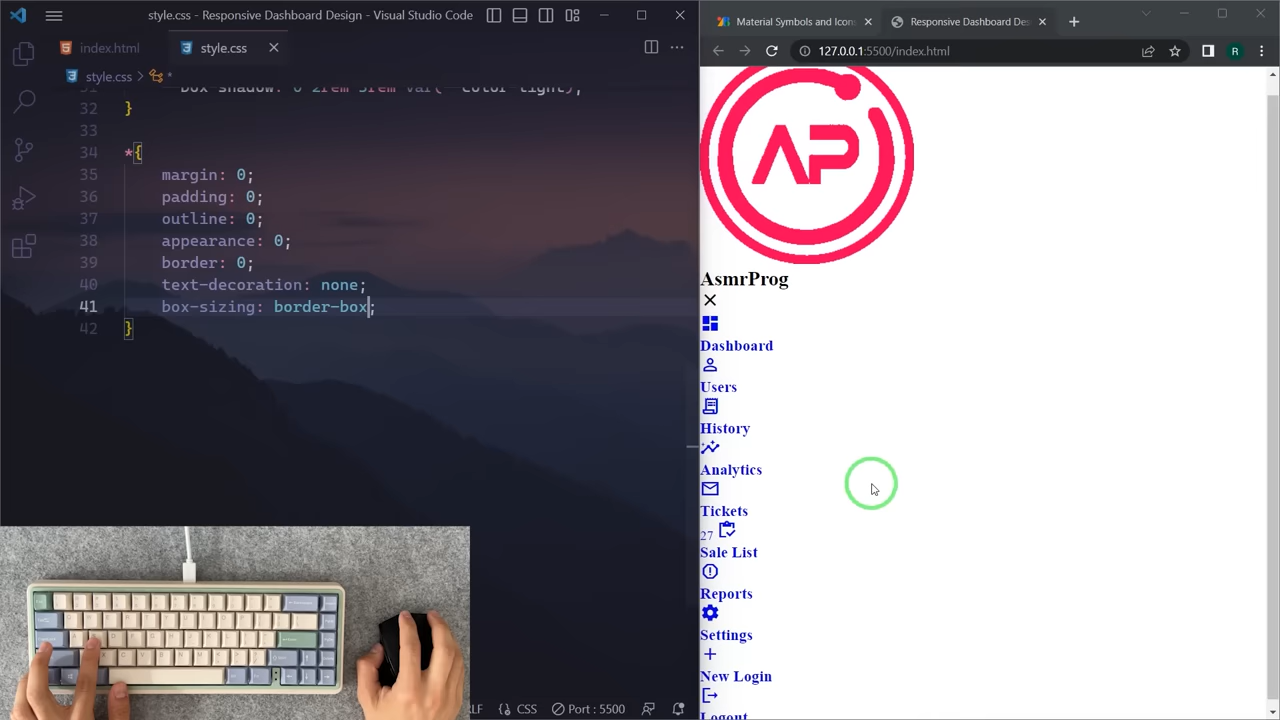 style.css - Responsive Dashboard Design - Visual Studio Code
index.html
style.css
style.css > *
32 }
33
34 *{
35 margin: 0;
36 padding: 0;
37 outline: 0;
38 appearance: 0;
39 border: 0;
40 text-decoration: none;
41 box-sizing: border-box;
42 }
CSS
Port : 5500
Material Symbols and Icons
Responsive Dashboard Des
127.0.0.1:5500/index.html
R
AP
AsmrProg
Dashboard
Users
History
Analytics
Tickets
27
Sale List
Reports
Settings
New Login
Logout